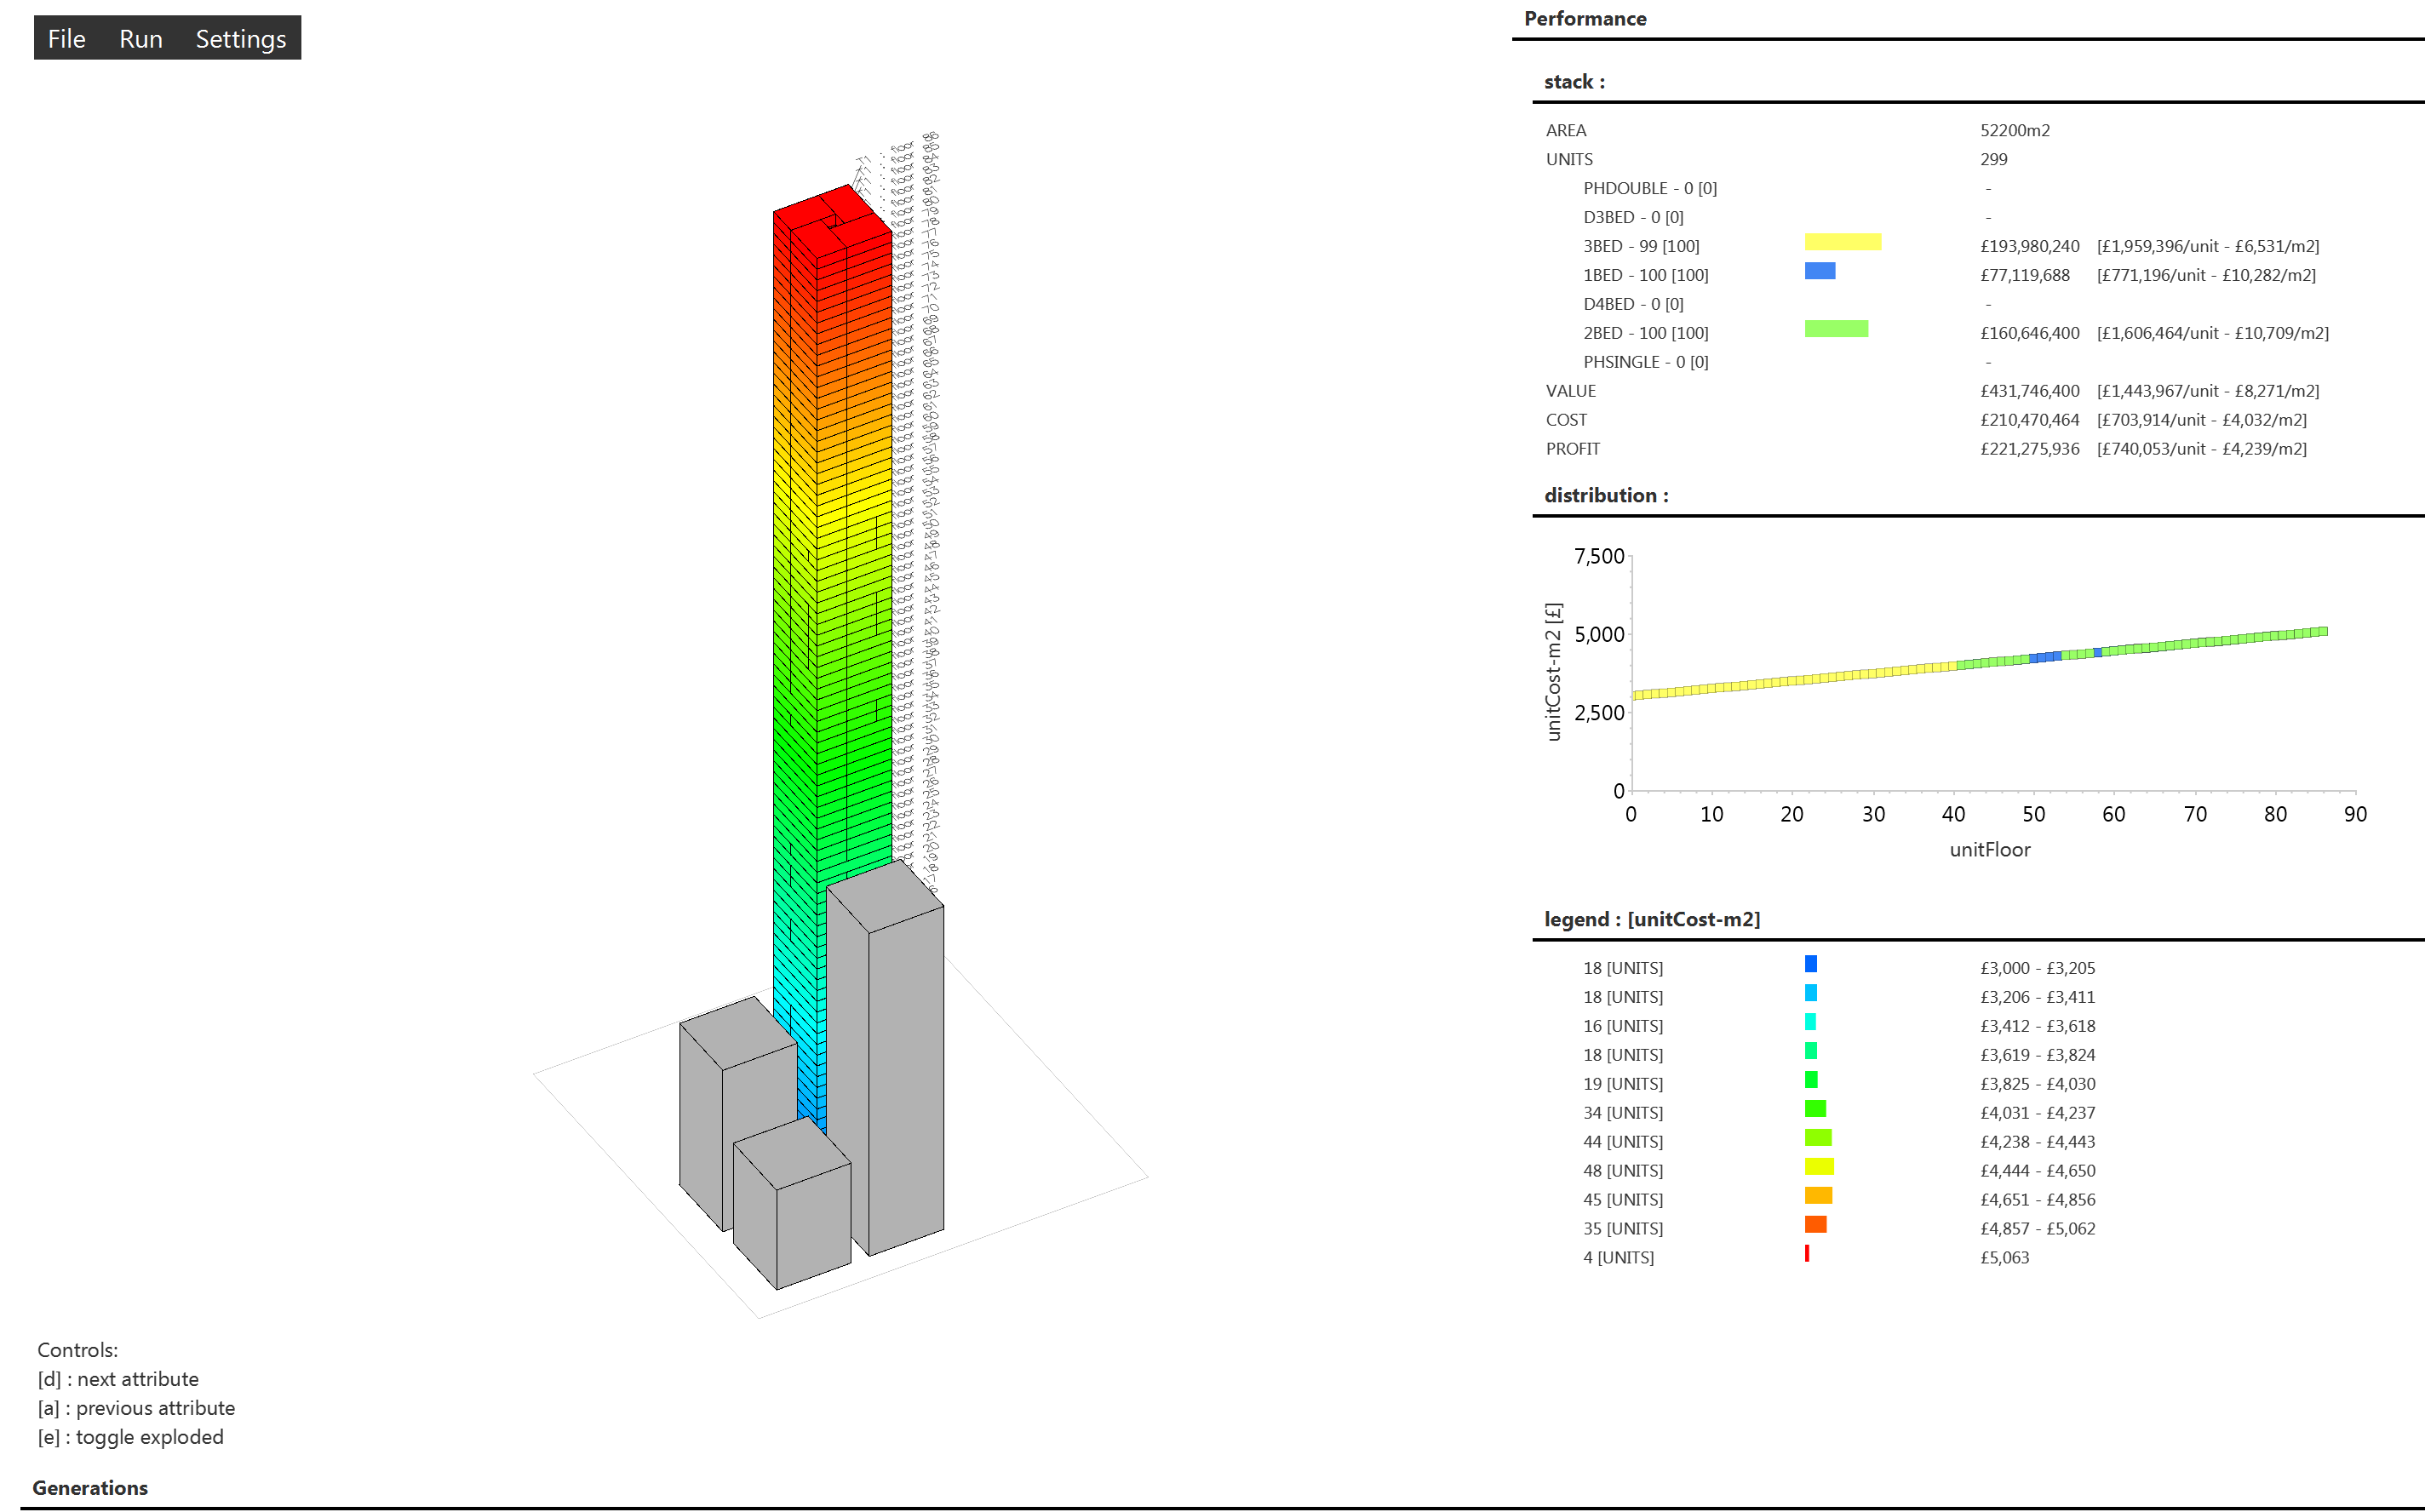 File Run Settings
Performance
stack :
AREA 52200m2
UNITS 299
PHDOUBLE - 0 [0] -
D3BED - 0 [0] -
3BED - 99 [100] £193,980,240 [£1,959,396/unit - £6,531/m2]
1BED - 100 [100] £77,119,688 [£771,196/unit - £10,282/m2]
D4BED - 0 [0] -
2BED - 100 [100] £160,646,400 [£1,606,464/unit - £10,709/m2]
PHSINGLE - 0 [0] -
VALUE £431,746,400 [£1,443,967/unit - £8,271/m2]
COST £210,470,464 [£703,914/unit - £4,032/m2]
PROFIT £221,275,936 [£740,053/unit - £4,239/m2]
distribution :
unitCost-m2 [£]
7,500
5,000
2,500
0
0 10 20 30 40 50 60 70 80 90
unitFloor
legend : [unitCost-m2]
18 [UNITS] £3,000 - £3,205
18 [UNITS] £3,206 - £3,411
16 [UNITS] £3,412 - £3,618
18 [UNITS] £3,619 - £3,824
19 [UNITS] £3,825 - £4,030
34 [UNITS] £4,031 - £4,237
44 [UNITS] £4,238 - £4,443
48 [UNITS] £4,444 - £4,650
45 [UNITS] £4,651 - £4,856
35 [UNITS] £4,857 - £5,062
4 [UNITS] £5,063
Controls:
[d] : next attribute
[a] : previous attribute
[e] : toggle exploded
Generations